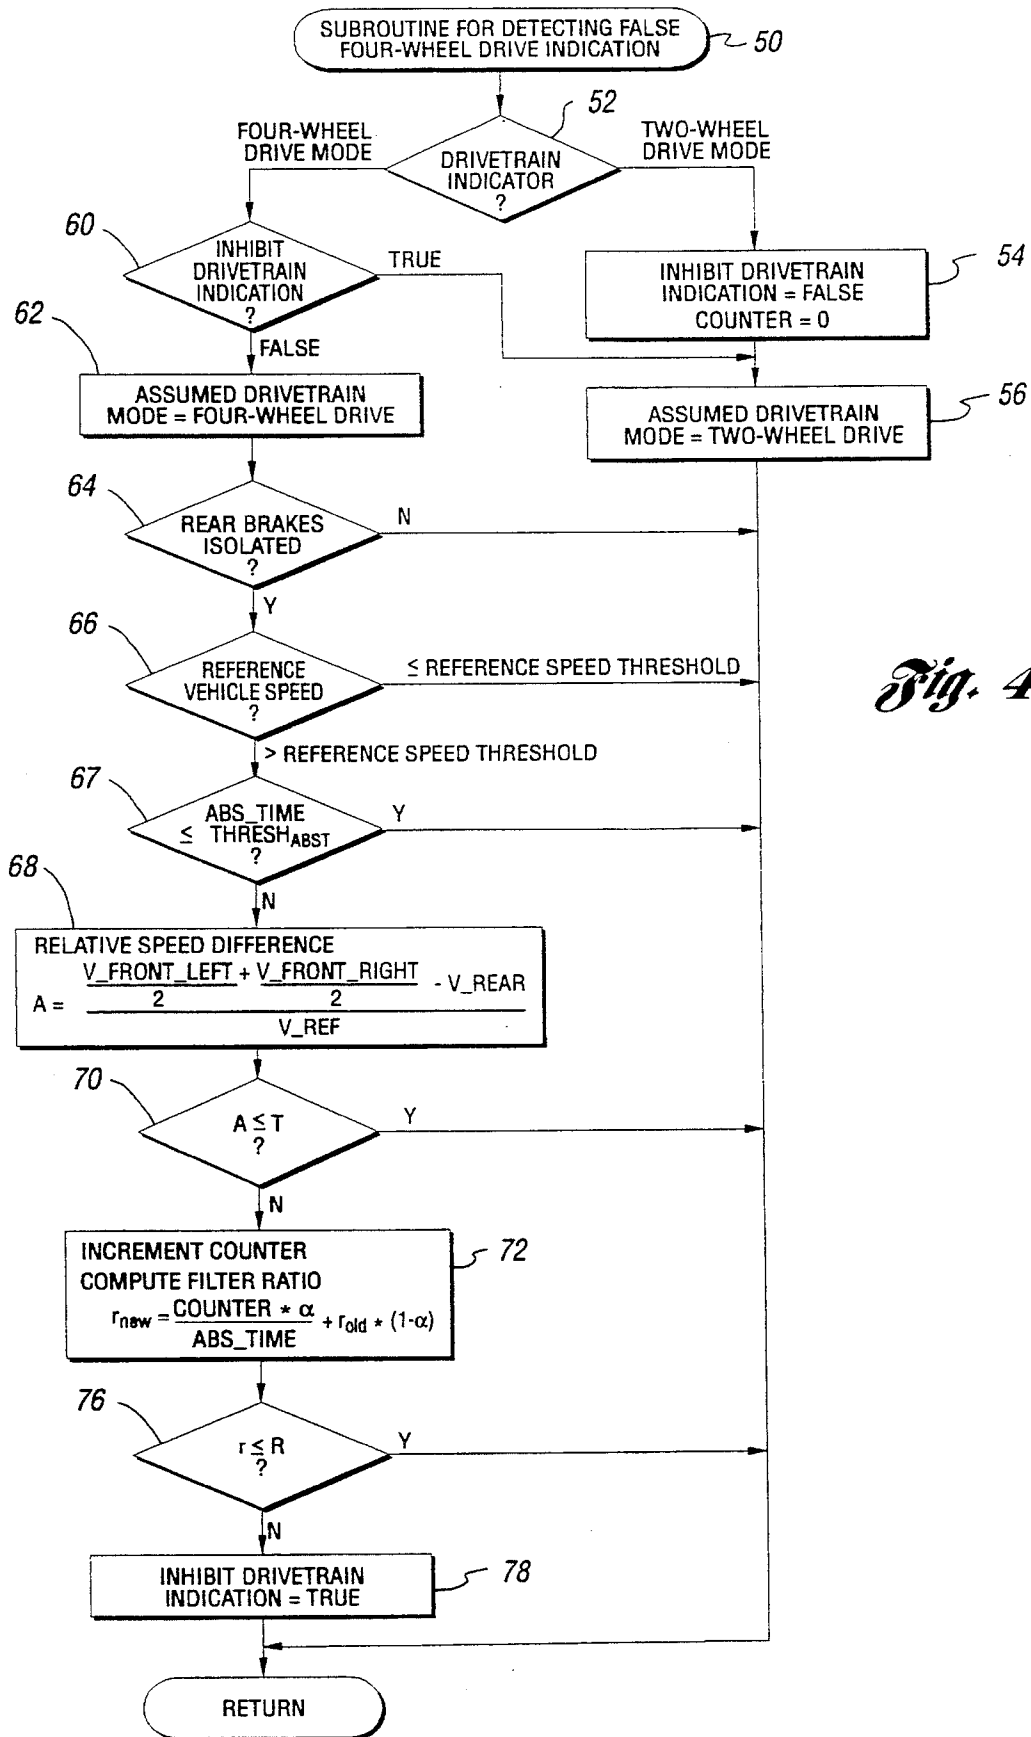 SUBROUTINE FOR DETECTING FALSE
FOUR-WHEEL DRIVE INDICATION
50
52
FOUR-WHEEL
DRIVE MODE
TWO-WHEEL
DRIVE MODE
DRIVETRAIN
INDICATOR
?
60
INHIBIT
DRIVETRAIN
INDICATION
?
TRUE
FALSE
54
INHIBIT DRIVETRAIN
INDICATION = FALSE
COUNTER = 0
62
ASSUMED DRIVETRAIN
MODE = FOUR-WHEEL DRIVE
56
ASSUMED DRIVETRAIN
MODE = TWO-WHEEL DRIVE
64
REAR BRAKES
ISOLATED
?
N
Y
66
REFERENCE
VEHICLE SPEED
?
≤ REFERENCE SPEED THRESHOLD
Fig. 4
> REFERENCE SPEED THRESHOLD
67
ABS_TIME
≤ THRESH_ABST
?
Y
N
68
RELATIVE SPEED DIFFERENCE
V_FRONT_LEFT + V_FRONT_RIGHT
A = 2 2 - V_REAR
V_REF
70
A ≤ T
?
Y
N
72
INCREMENT COUNTER
COMPUTE FILTER RATIO
r_new = COUNTER * α + r_old * (1-α)
ABS_TIME
76
r ≤ R
?
Y
N
78
INHIBIT DRIVETRAIN
INDICATION = TRUE
RETURN